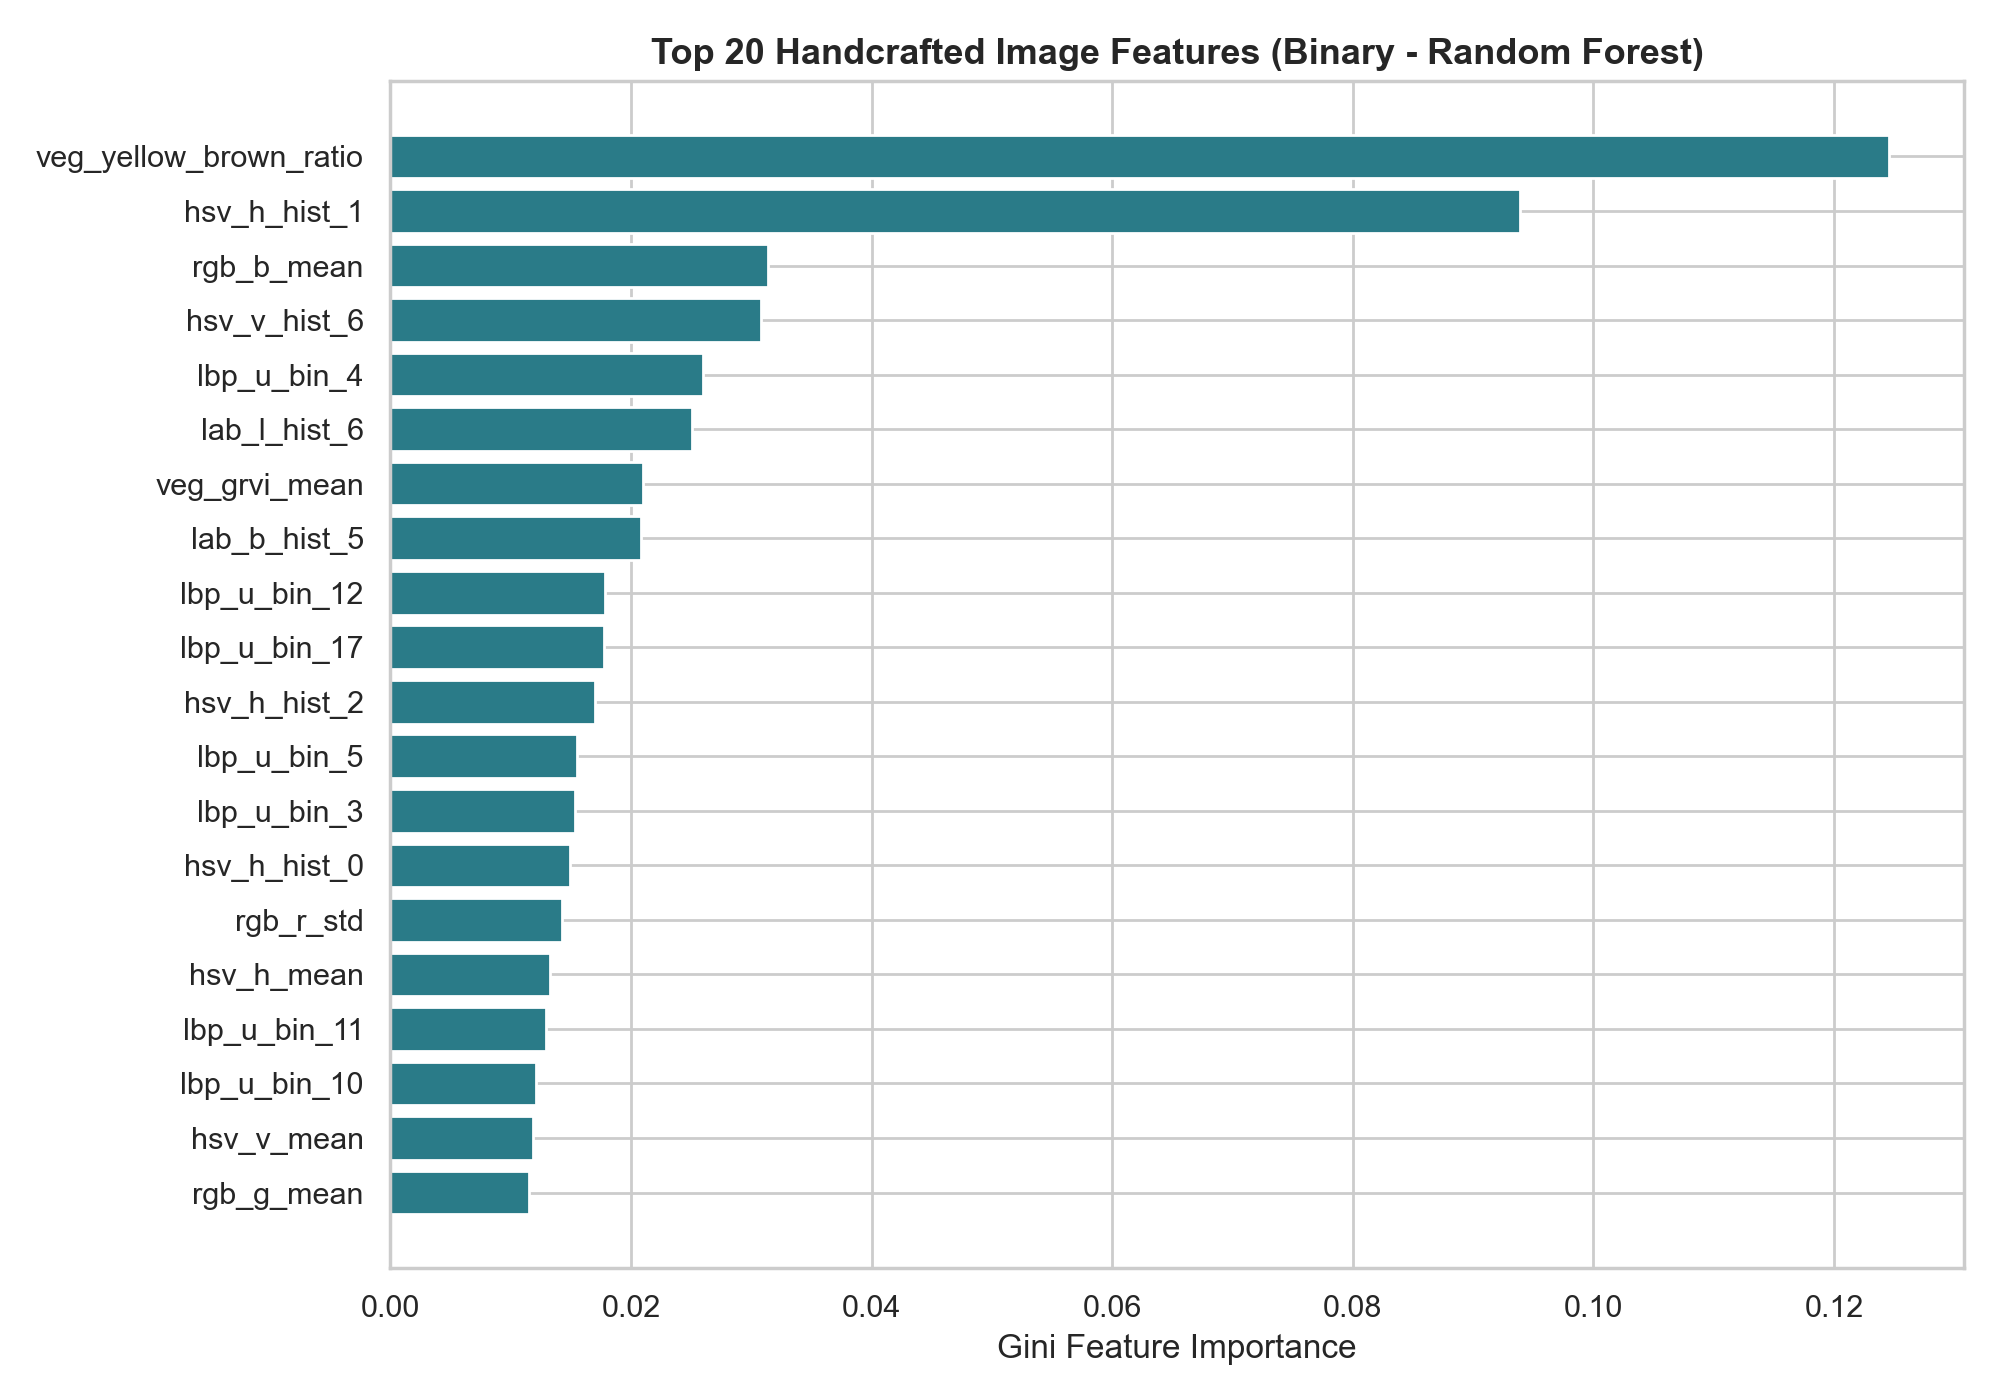 Top 20 Handcrafted Image Features (Binary - Random Forest)
veg_yellow_brown_ratio
hsv_h_hist_1
rgb_b_mean
hsv_v_hist_6
lbp_u_bin_4
lab_l_hist_6
veg_grvi_mean
lab_b_hist_5
lbp_u_bin_12
lbp_u_bin_17
hsv_h_hist_2
lbp_u_bin_5
lbp_u_bin_3
hsv_h_hist_0
rgb_r_std
hsv_h_mean
lbp_u_bin_11
lbp_u_bin_10
hsv_v_mean
rgb_g_mean
0.00 0.02 0.04 0.06 0.08 0.10 0.12
Gini Feature Importance